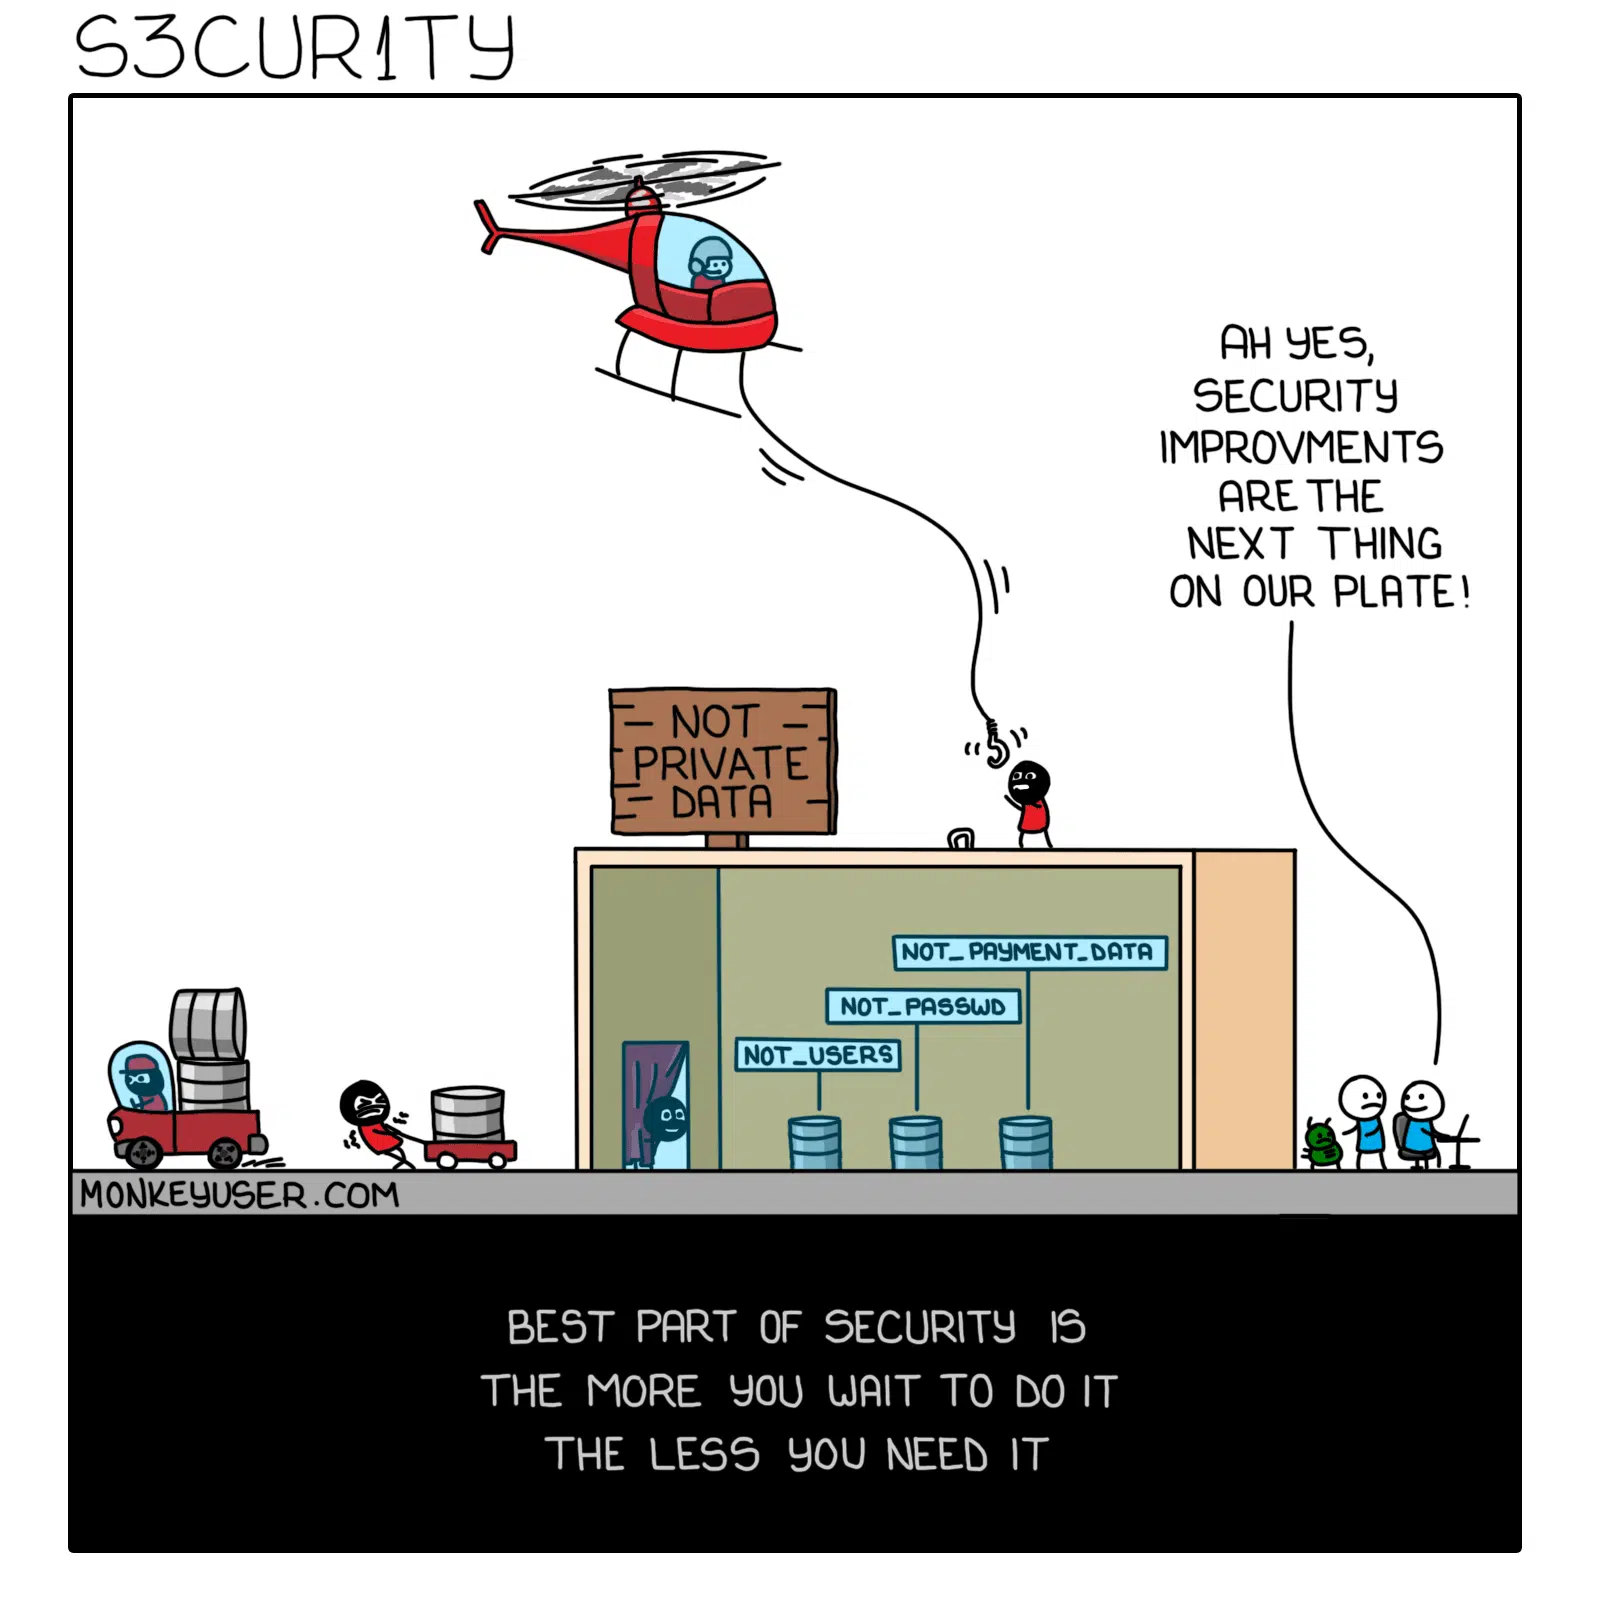 S3CUR1TY
AH YES,
SECURITY
IMPROVMENTS
ARE THE
NEXT THING
ON OUR PLATE!
NOT
PRIVATE
DATA
NOT_PAYMENT_DATA
NOT_PASSWD
NOT_USERS
MONKEYUSER.COM
BEST PART OF SECURITY IS
THE MORE YOU WAIT TO DO IT
THE LESS YOU NEED IT